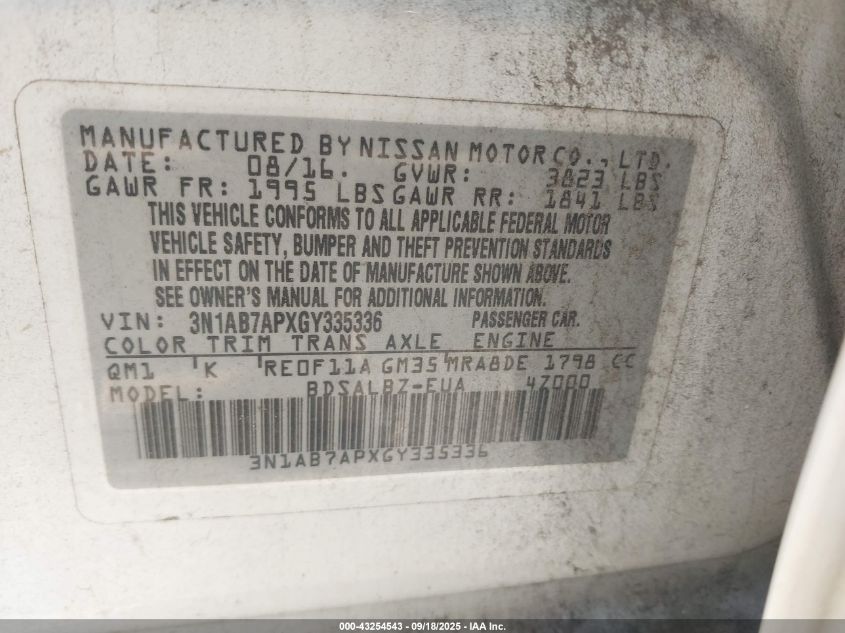 MANUFACTURED BY NISSAN MOTOR CO., LTD.
DATE: 08/16. GVWR: 3823 LBS
GAWR FR: 1995 LBS GAWR RR: 1841 LBS
THIS VEHICLE CONFORMS TO ALL APPLICABLE FEDERAL MOTOR
VEHICLE SAFETY, BUMPER AND THEFT PREVENTION STANDARDS
IN EFFECT ON THE DATE OF MANUFACTURE SHOWN ABOVE.
SEE OWNER'S MANUAL FOR ADDITIONAL INFORMATION.
VIN: 3N1AB7APXGY335336 PASSENGER CAR.
COLOR TRIM TRANS AXLE ENGINE
QM1 K RE0F11A GM35 MRA8DE 1798 CC
MODEL: BDSALBZ-EUA 47000
3N1AB7APXGY335336
000-43254543 - 09/18/2025 - IAA Inc.